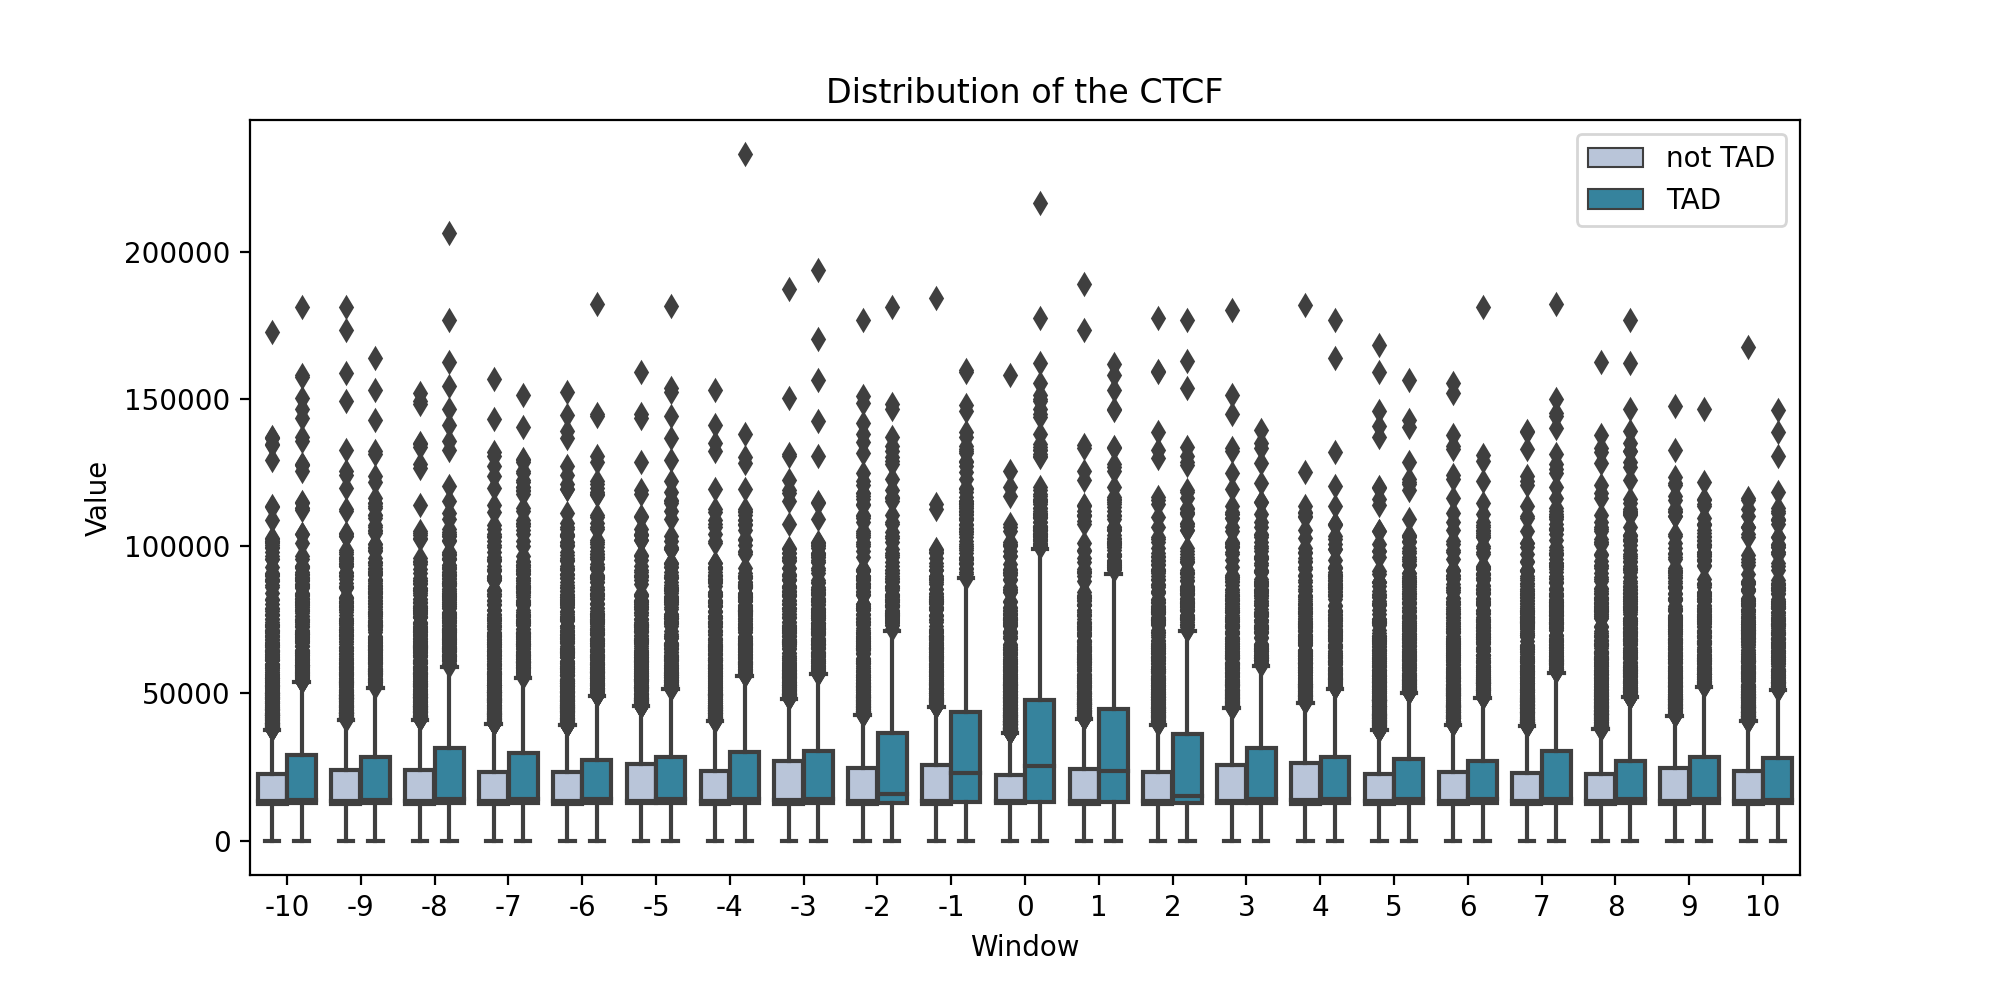 Distribution of the CTCF
not TAD
TAD
200000
150000
100000
50000
0
Value
-10 -9 -8 -7 -6 -5 -4 -3 -2 -1 0 1 2 3 4 5 6 7 8 9 10
Window